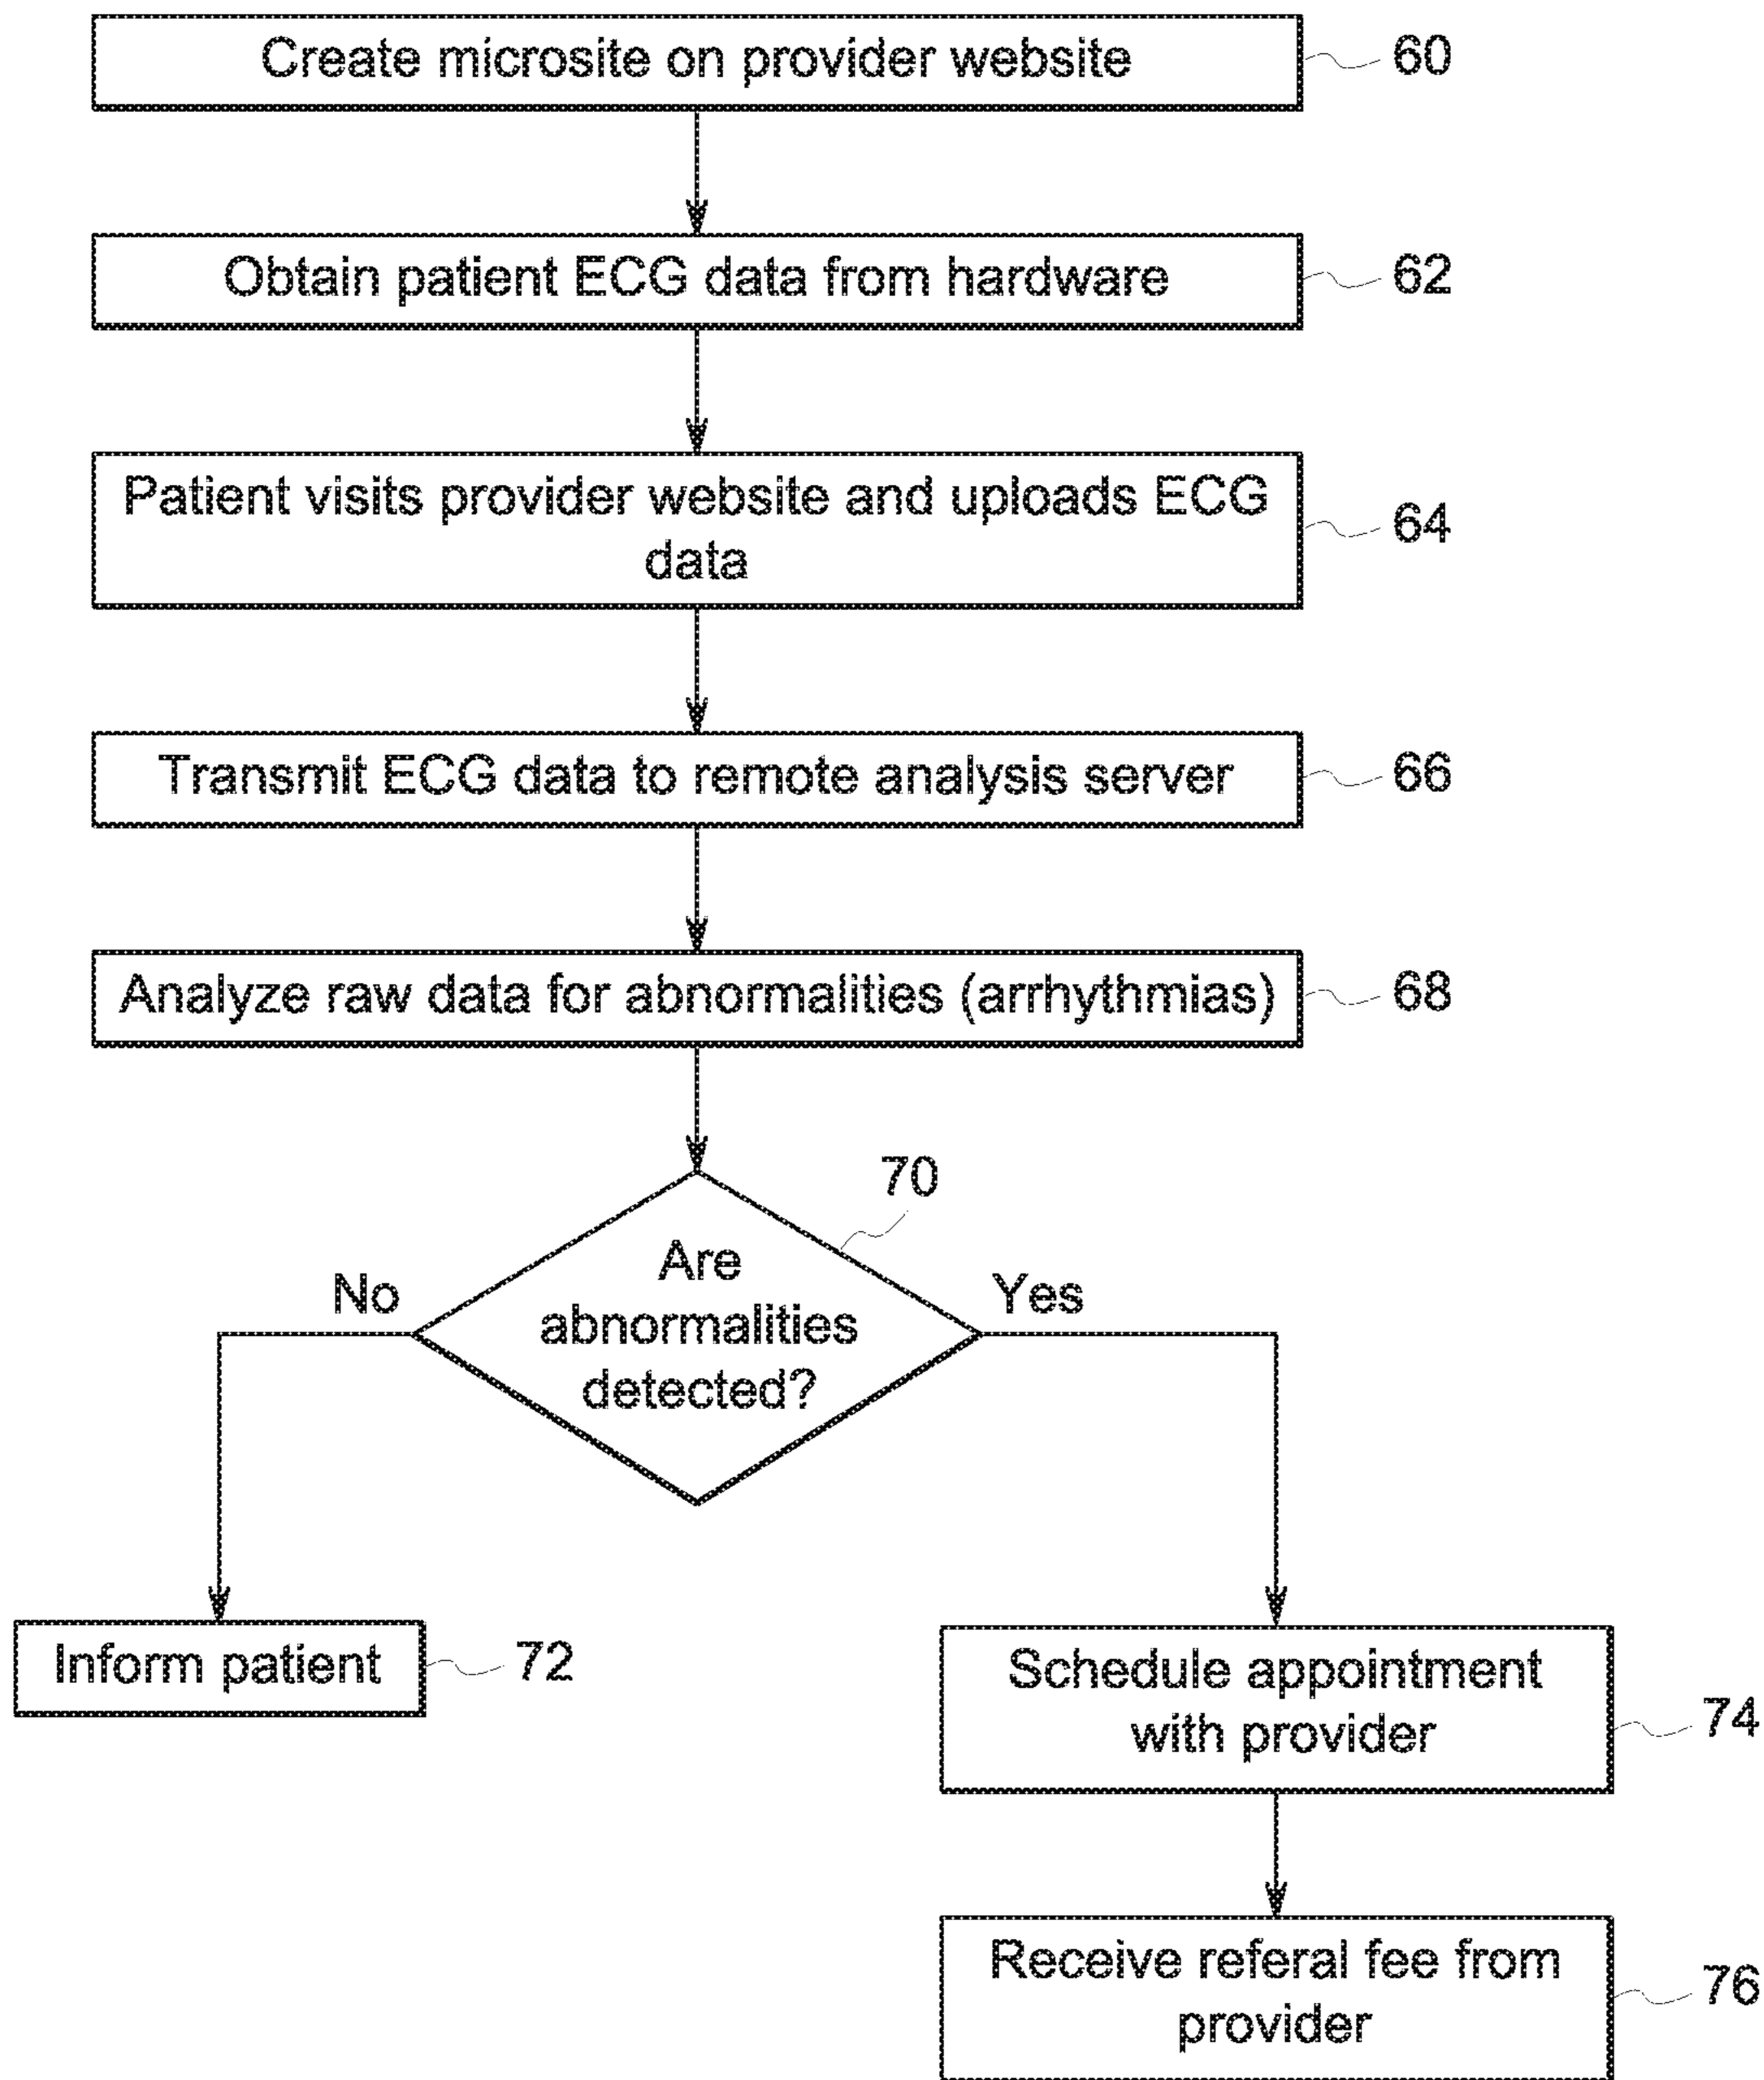 Create microsite on provider website
60
Obtain patient ECG data from hardware
62
Patient visits provider website and uploads ECG
data
64
Transmit ECG data to remote analysis server
66
Analyze raw data for abnormalities (arrhythmias)
68
70
Are
abnormalities
detected?
No
Yes
Inform patient
72
Schedule appointment
with provider
74
Receive referal fee from
provider
76